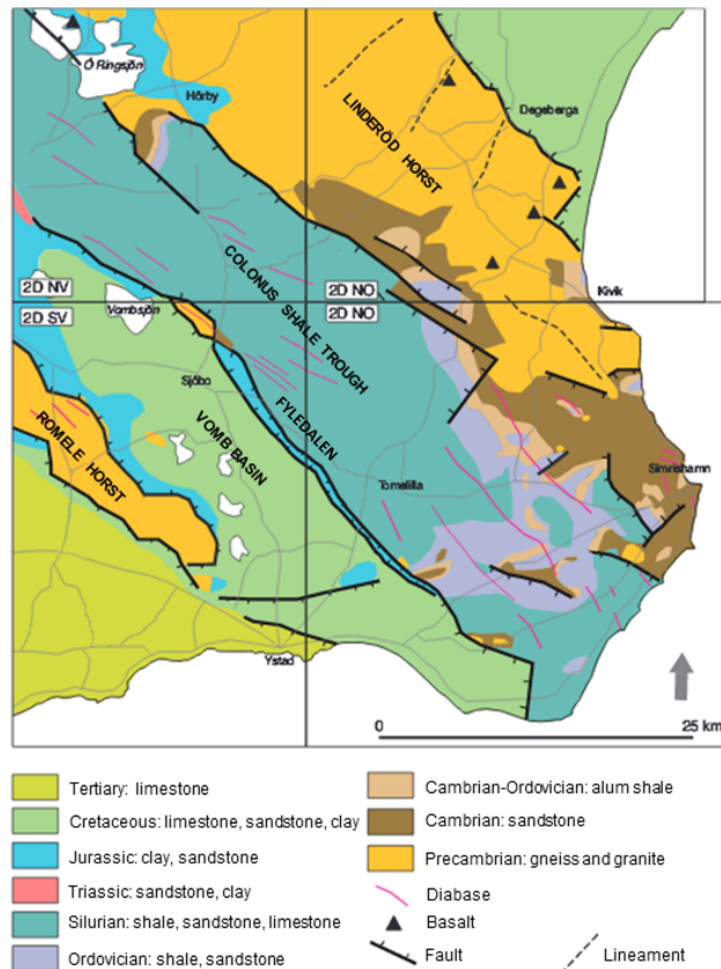 Ö Ringsjön
Hörby
Degeberga
LINDERÖD HORST
Kivik
2D NV
2D NO
2D SV
2D NO
Vombsjön
COLONUS SHALE TROUGH
Sjöbo
FYLEDALEN
VOMB BASIN
ROMELE HORST
Tomelilla
Simrishamn
Ystad
0
25 km
Tertiary: limestone
Cretaceous: limestone, sandstone, clay
Jurassic: clay, sandstone
Triassic: sandstone, clay
Silurian: shale, sandstone, limestone
Ordovician: shale, sandstone
Cambrian-Ordovician: alum shale
Cambrian: sandstone
Precambrian: gneiss and granite
Diabase
Basalt
Fault
Lineament